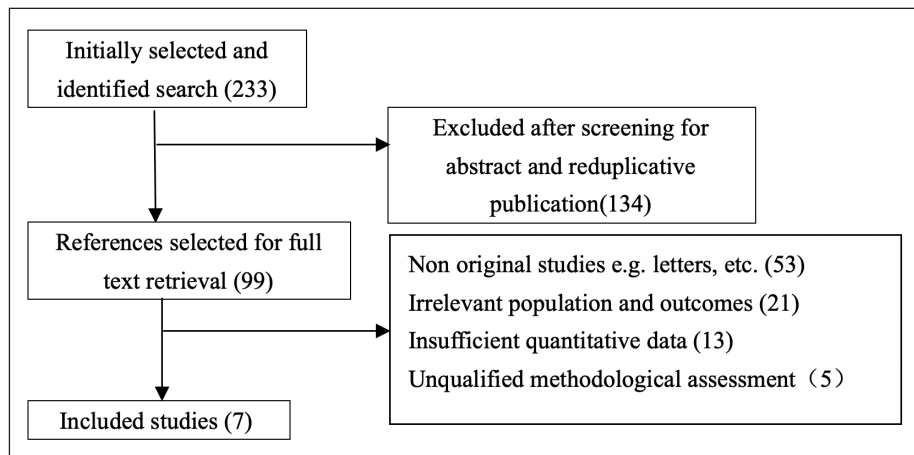 Initially selected and
identified search (233)
Excluded after screening for
abstract and reduplicative
publication(134)
References selected for full
text retrieval (99)
Non original studies e.g. letters, etc. (53)
Irrelevant population and outcomes (21)
Insufficient quantitative data (13)
Unqualified methodological assessment（5）
Included studies (7)